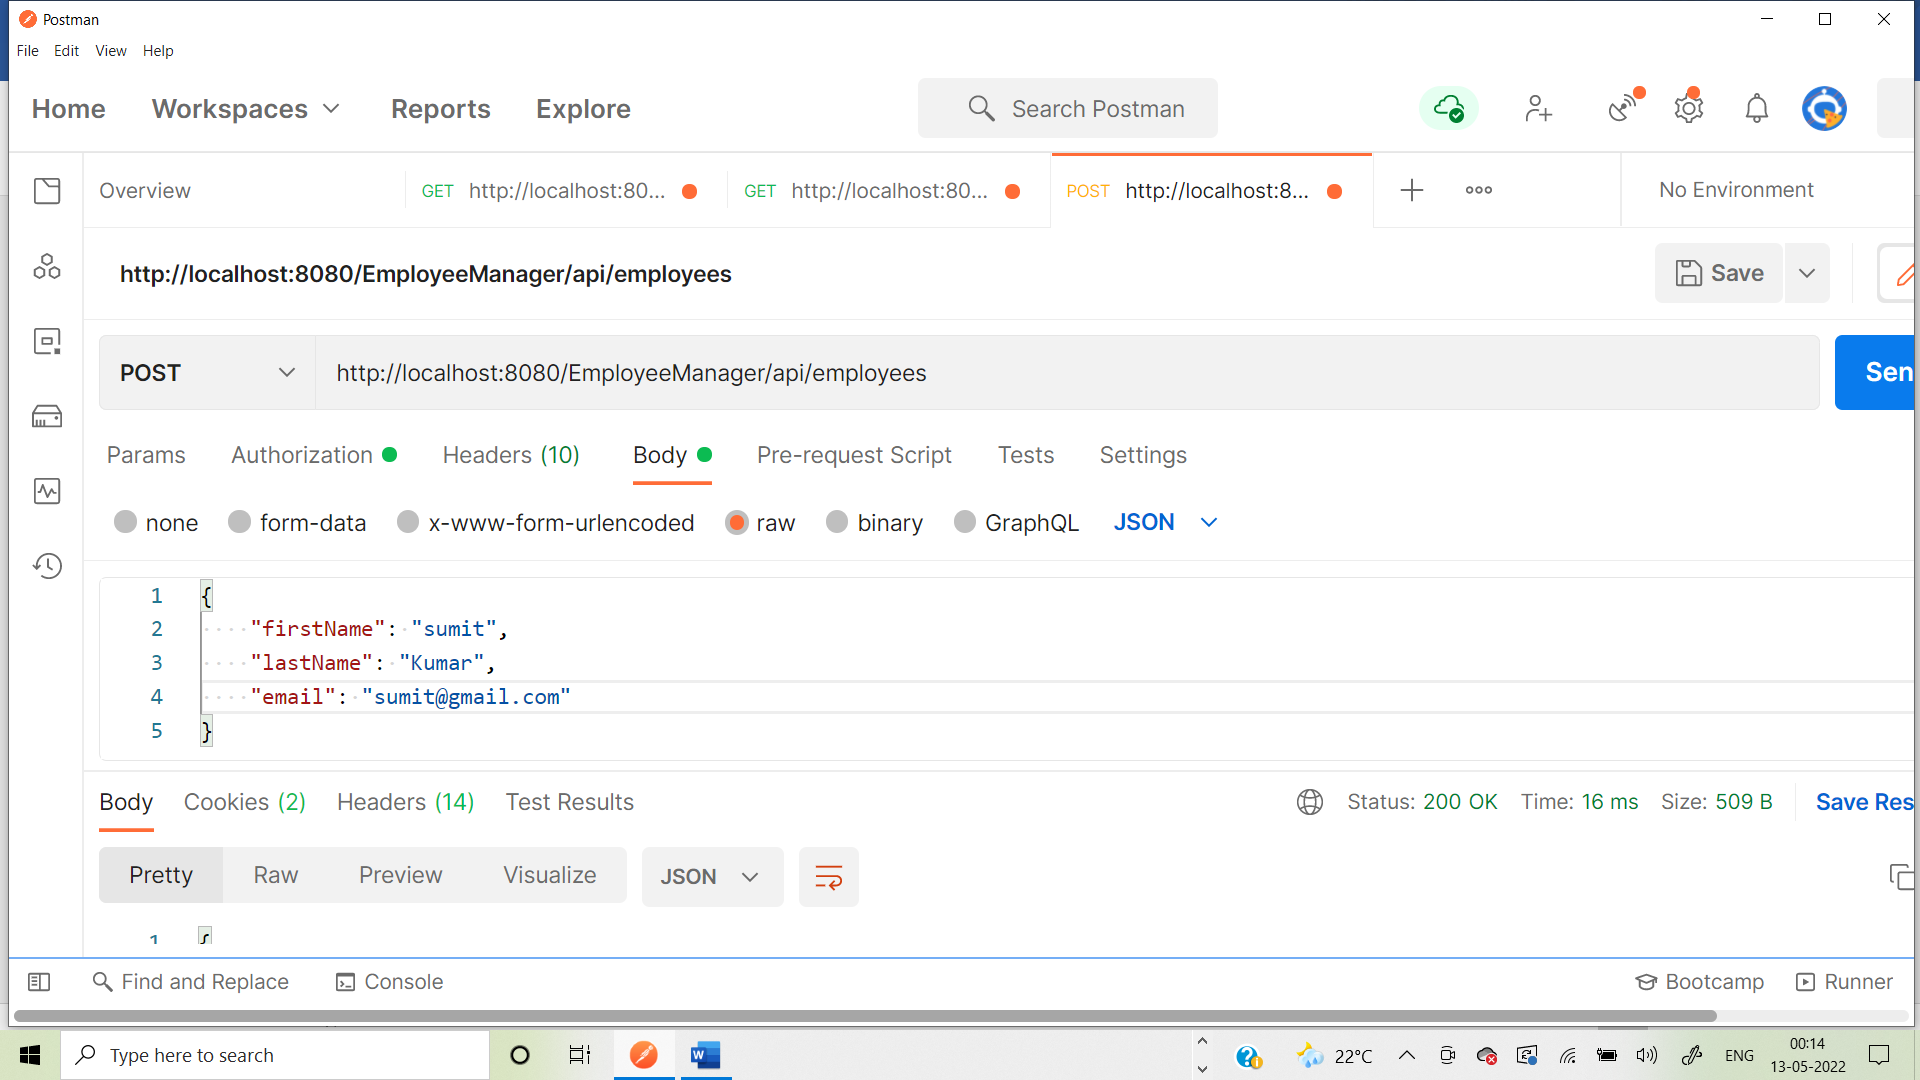 Postman
File Edit View Help
Home Workspaces Reports Explore Search Postman
Overview GET http://localhost:80... GET http://localhost:80... POST http://localhost:8... No Environment
http://localhost:8080/EmployeeManager/api/employees Save
POST http://localhost:8080/EmployeeManager/api/employees Sen
Params Authorization Headers (10) Body Pre-request Script Tests Settings
none form-data x-www-form-urlencoded raw binary GraphQL JSON
1 {
2 "firstName": "sumit",
3 "lastName": "Kumar",
4 "email": "sumit@gmail.com"
5 }
Body Cookies (2) Headers (14) Test Results Status: 200 OK Time: 16 ms Size: 509 B Save Res
Pretty Raw Preview Visualize JSON
1 {
Find and Replace Console Bootcamp Runner
Type here to search 22°C ENG 00:14
13-05-2022